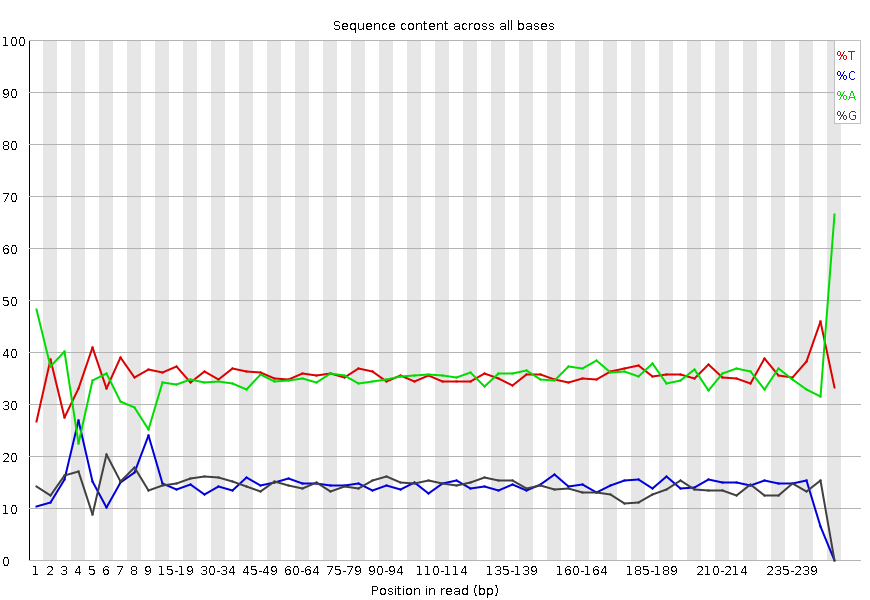 Sequence content across all bases
100
90
80
70
60
50
40
30
20
10
0
%T
%C
%A
%G
1 2 3 4 5 6 7 8 9 15-19 30-34 45-49 60-64 75-79 90-94 110-114 135-139 160-164 185-189 210-214 235-239
Position in read (bp)